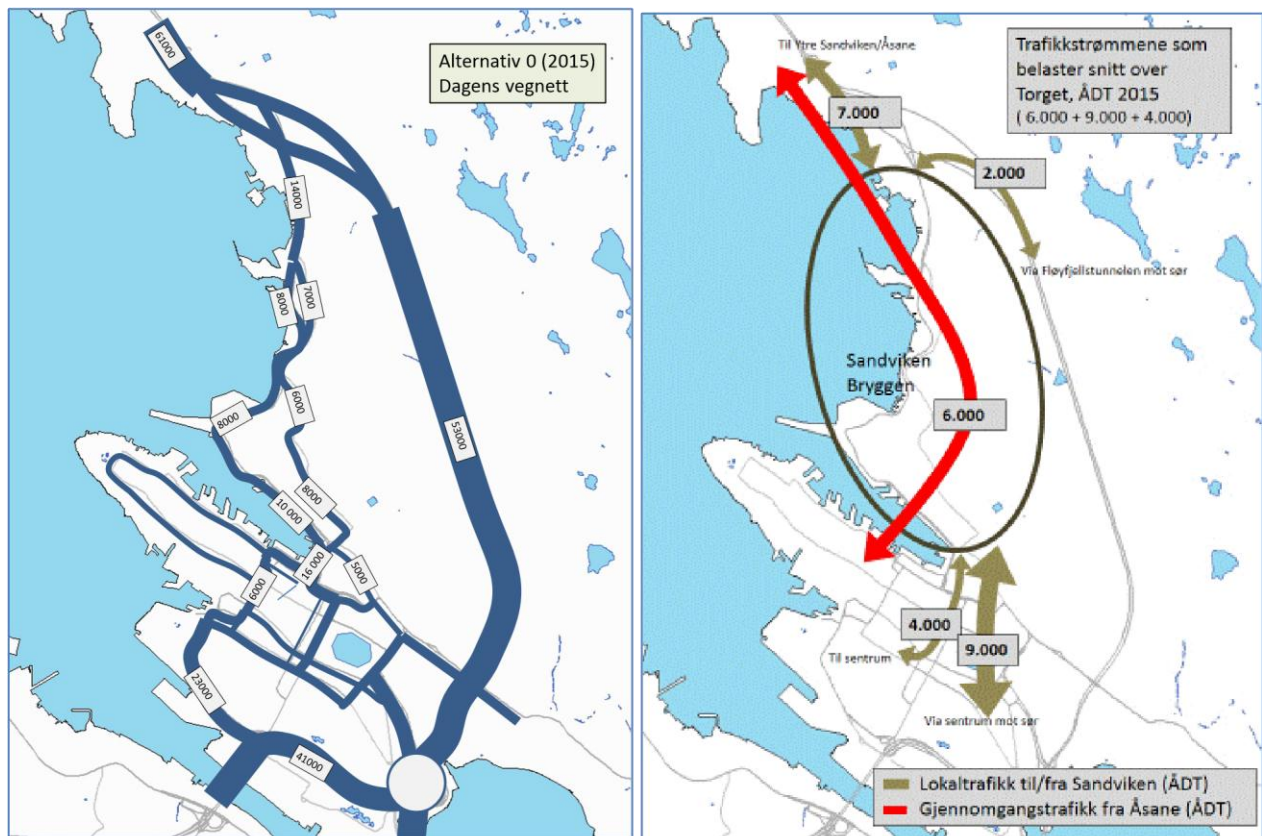 61000
Alternativ 0 (2015)
Dagens vegnett
14000
8000
7000
6000
8000
53000
8000
10 000
16 000
5000
6000
23000
41000
Til Ytre Sandviken/Åsane
Trafikkstrømmene som
belaster snitt over
Torget, ÅDT 2015
( 6.000 + 9.000 + 4.000)
7.000
2.000
Via Fløyfjellstunnelen mot sør
Sandviken
Bryggen
6.000
4.000
9.000
Til sentrum
Via sentrum mot sør
Lokaltrafikk til/fra Sandviken (ÅDT)
Gjennomgangstrafikk fra Åsane (ÅDT)